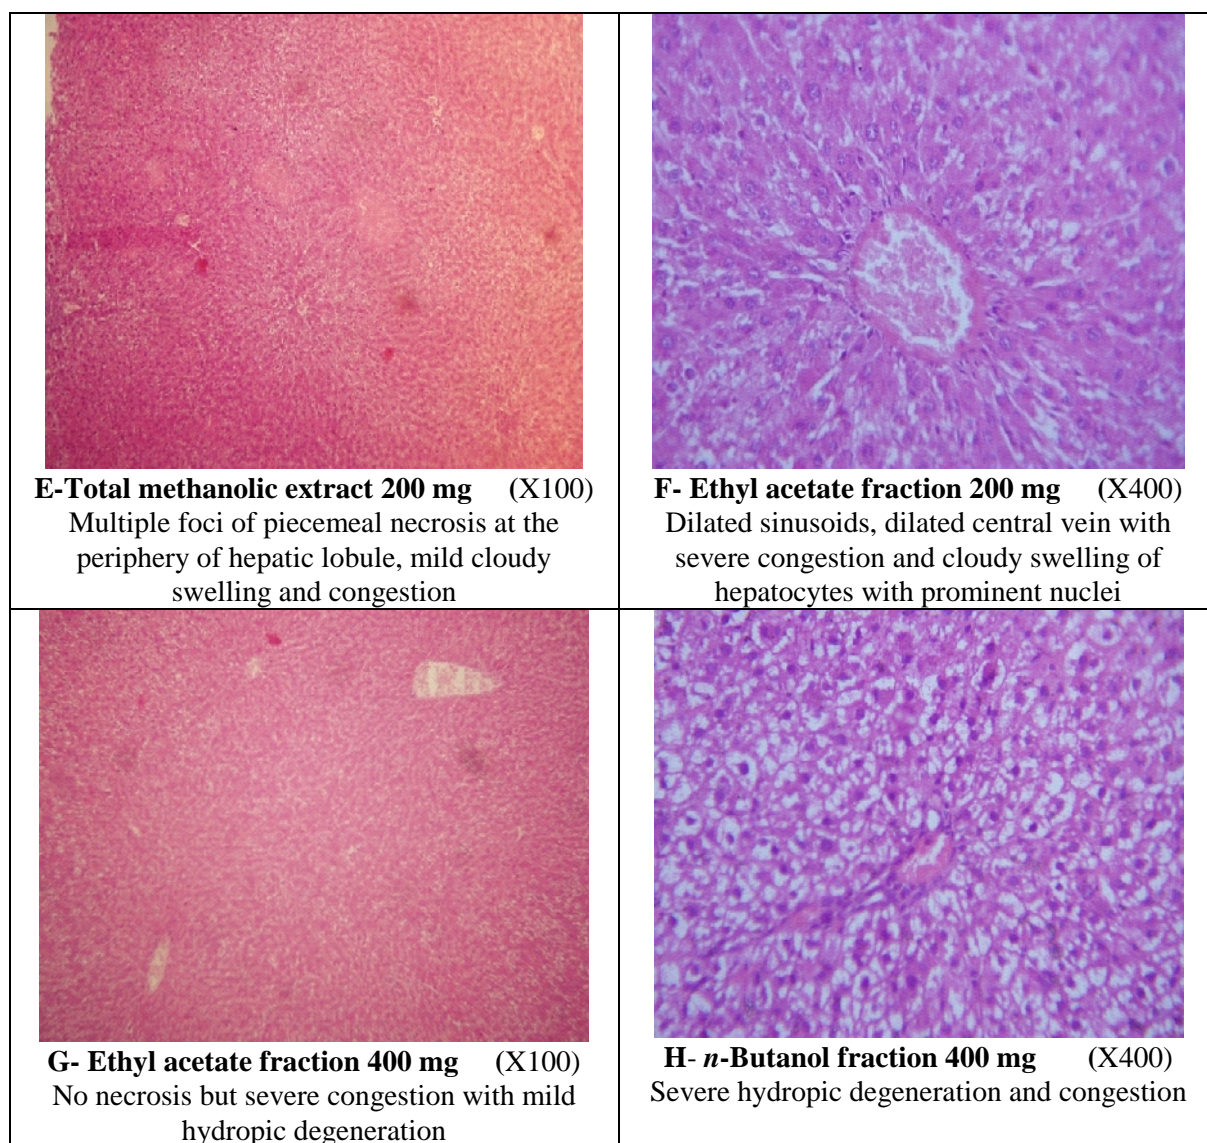 E-Total methanolic extract 200 mg (X100)
Multiple foci of piecemeal necrosis at the
periphery of hepatic lobule, mild cloudy
swelling and congestion
F- Ethyl acetate fraction 200 mg (X400)
Dilated sinusoids, dilated central vein with
severe congestion and cloudy swelling of
hepatocytes with prominent nuclei
G- Ethyl acetate fraction 400 mg (X100)
No necrosis but severe congestion with mild
hydropic degeneration
H- n-Butanol fraction 400 mg (X400)
Severe hydropic degeneration and congestion